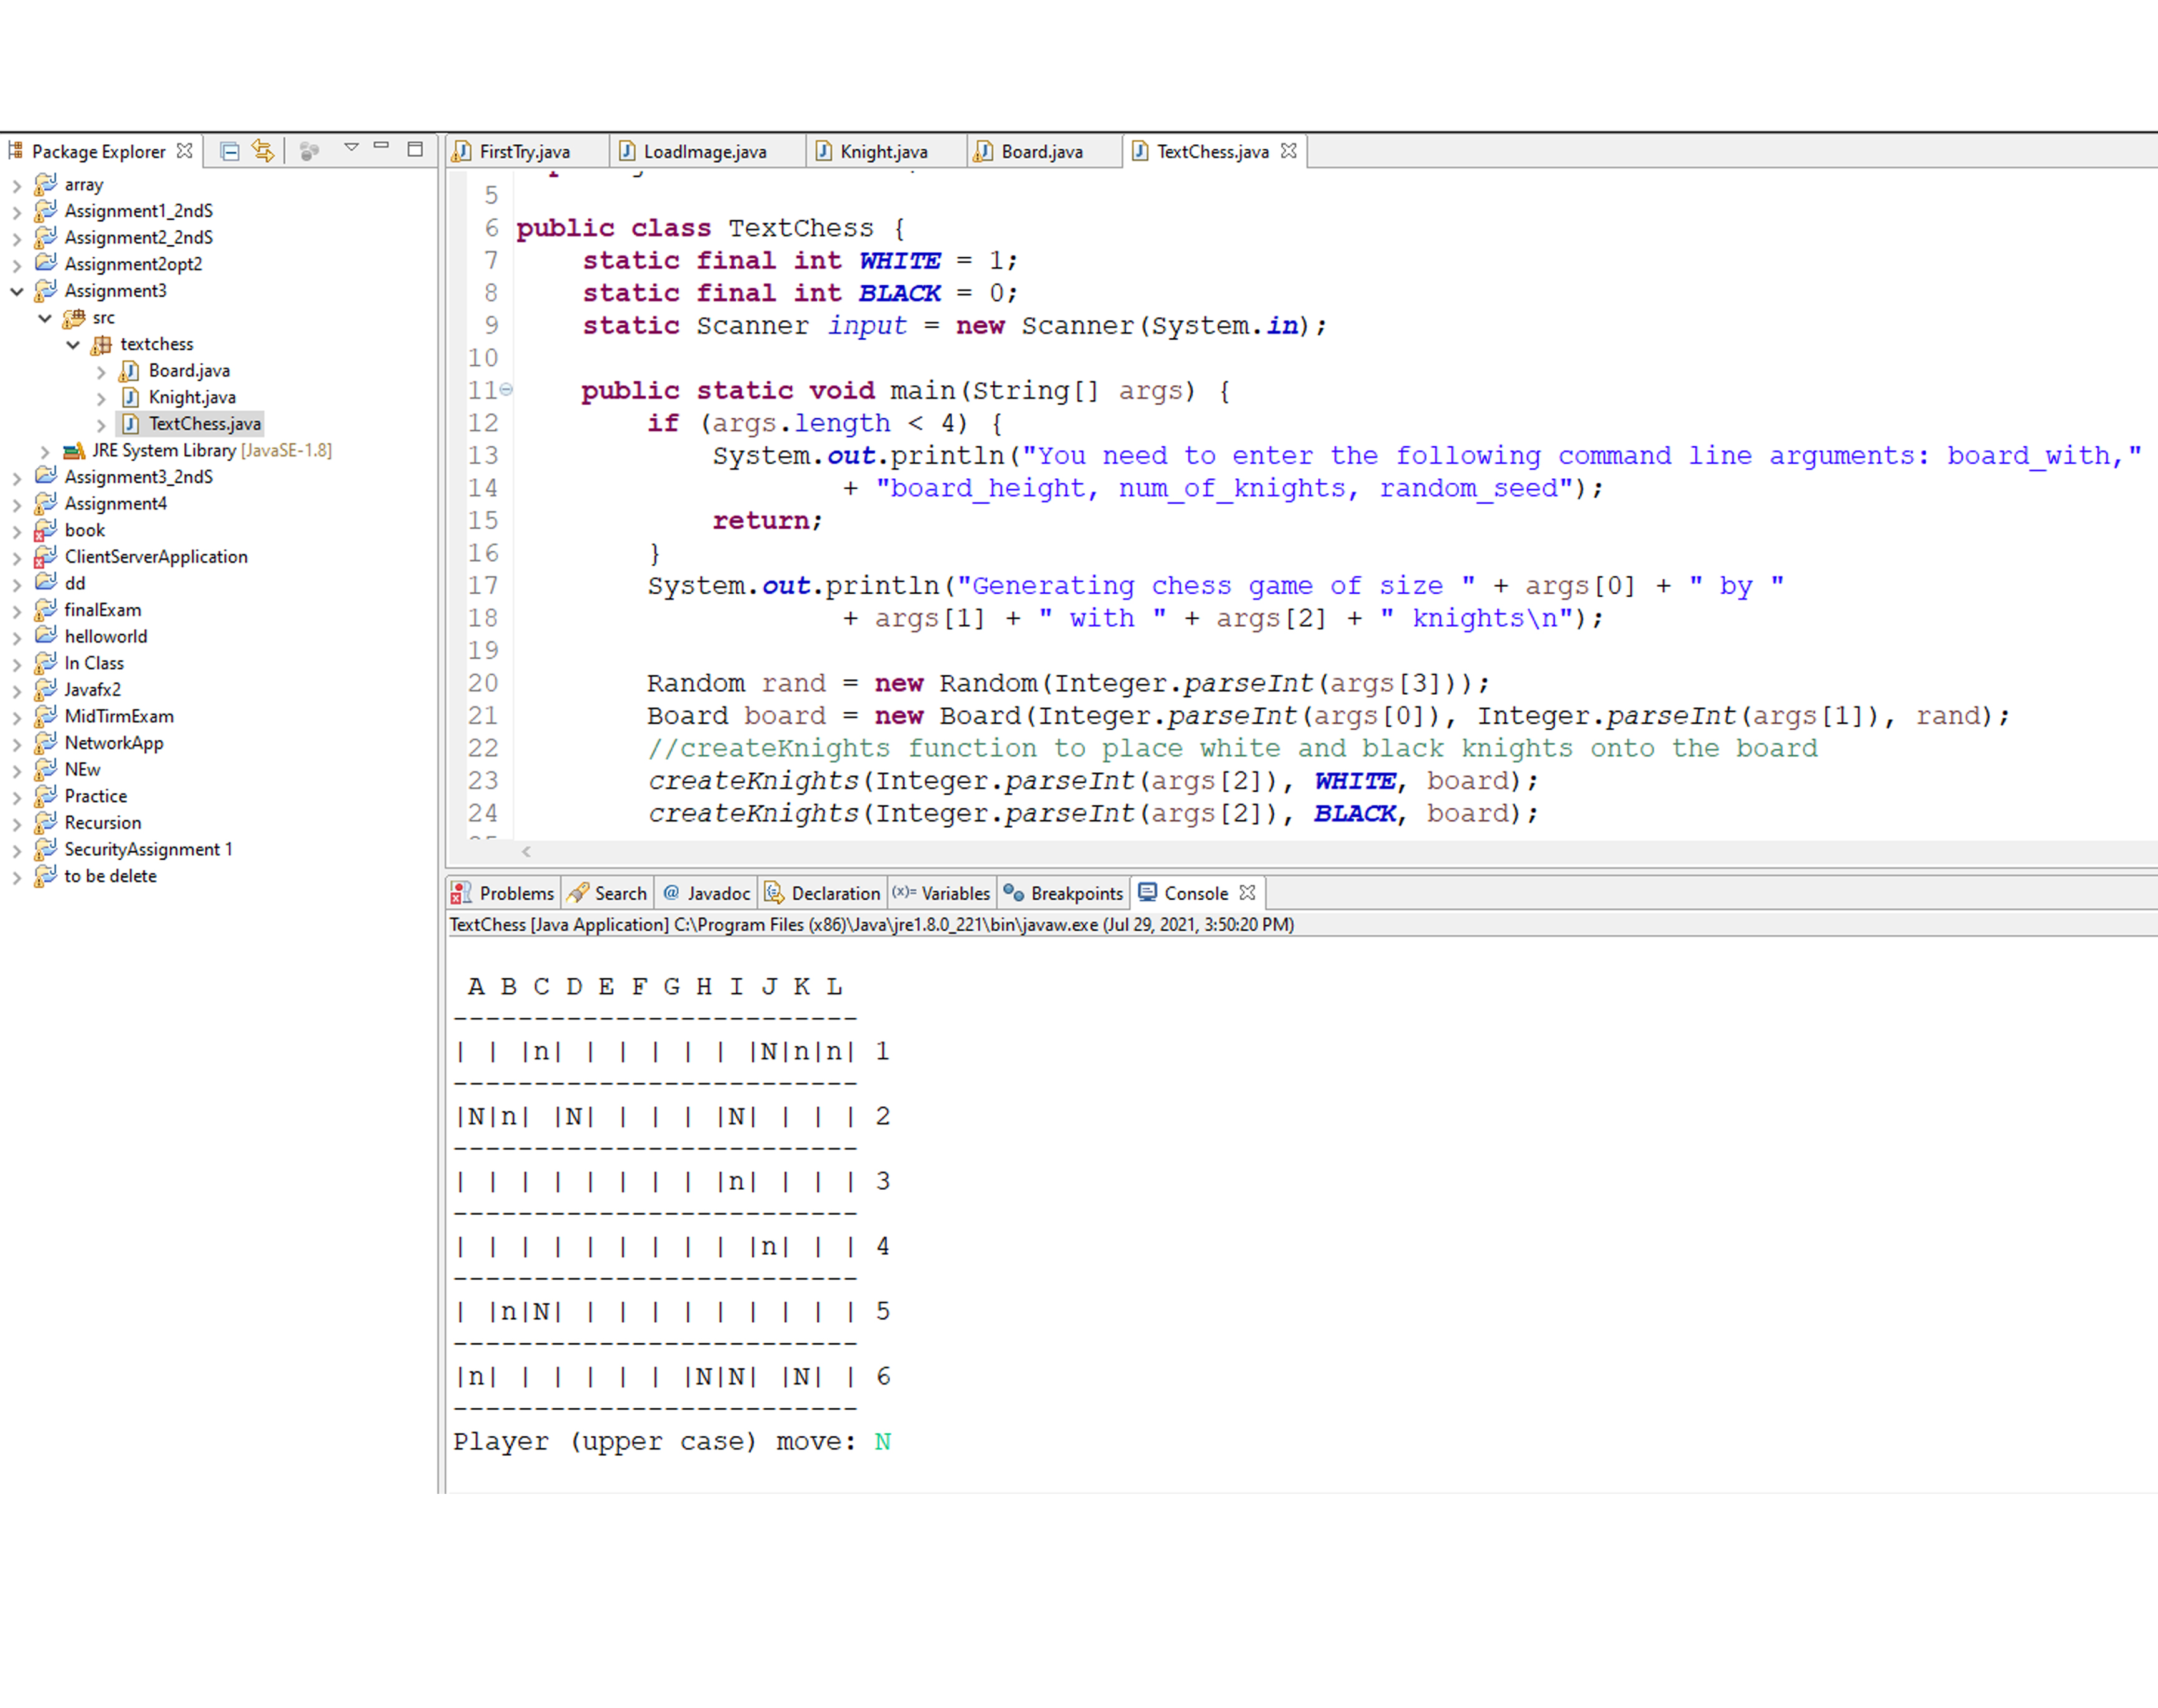 Package Explorer
array
Assignment1_2ndS
Assignment2_2ndS
Assignment2opt2
Assignment3
src
textchess
Board.java
Knight.java
TextChess.java
JRE System Library [JavaSE-1.8]
Assignment3_2ndS
Assignment4
book
ClientServerApplication
dd
finalExam
helloworld
In Class
Javafx2
MidTirmExam
NetworkApp
NEw
Practice
Recursion
SecurityAssignment 1
to be delete
FirstTry.java LoadImage.java Knight.java Board.java TextChess.java
5
6 public class TextChess {
7     static final int WHITE = 1;
8     static final int BLACK = 0;
9     static Scanner input = new Scanner(System.in);
10
11     public static void main(String[] args) {
12         if (args.length < 4) {
13             System.out.println("You need to enter the following command line arguments: board_with,"
14                     + "board_height, num_of_knights, random_seed");
15             return;
16         }
17         System.out.println("Generating chess game of size " + args[0] + " by "
18                     + args[1] + " with " + args[2] + " knights\n");
19
20         Random rand = new Random(Integer.parseInt(args[3]));
21         Board board = new Board(Integer.parseInt(args[0]), Integer.parseInt(args[1]), rand);
22         //createKnights function to place white and black knights onto the board
23         createKnights(Integer.parseInt(args[2]), WHITE, board);
24         createKnights(Integer.parseInt(args[2]), BLACK, board);
Problems Search @ Javadoc Declaration (x)= Variables Breakpoints Console
TextChess [Java Application] C:\Program Files (x86)\Java\jre1.8.0_221\bin\javaw.exe (Jul 29, 2021, 3:50:20 PM)
 A B C D E F G H I J K L
-------------------------
| | |n| | | | | | |N|n|n| 1
-------------------------
|N|n| |N| | | | |N| | | | 2
-------------------------
| | | | | | | | |n| | | | 3
-------------------------
| | | | | | | | | |n| | | 4
-------------------------
| |n|N| | | | | | | | | | 5
-------------------------
|n| | | | | | |N|N| |N| | 6
-------------------------
Player (upper case) move: N